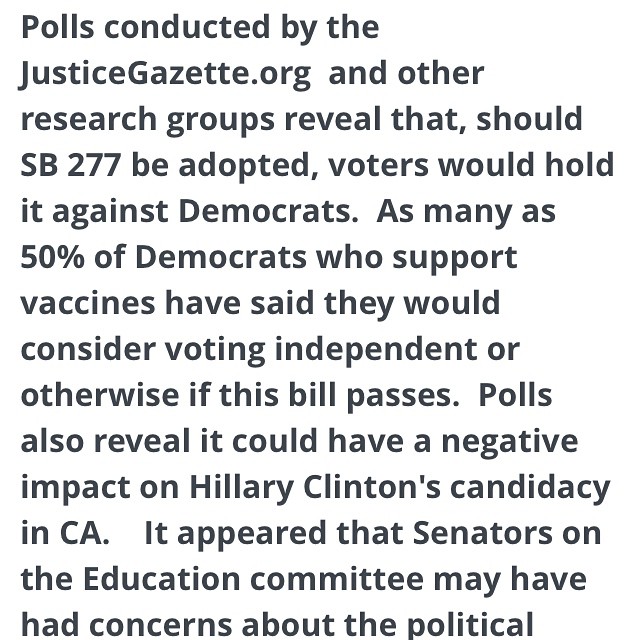 Polls conducted by the
JusticeGazette.org  and other
research groups reveal that, should
SB 277 be adopted, voters would hold
it against Democrats.  As many as
50% of Democrats who support
vaccines have said they would
consider voting independent or
otherwise if this bill passes.  Polls
also reveal it could have a negative
impact on Hillary Clinton's candidacy
in CA.    It appeared that Senators on
the Education committee may have
had concerns about the political